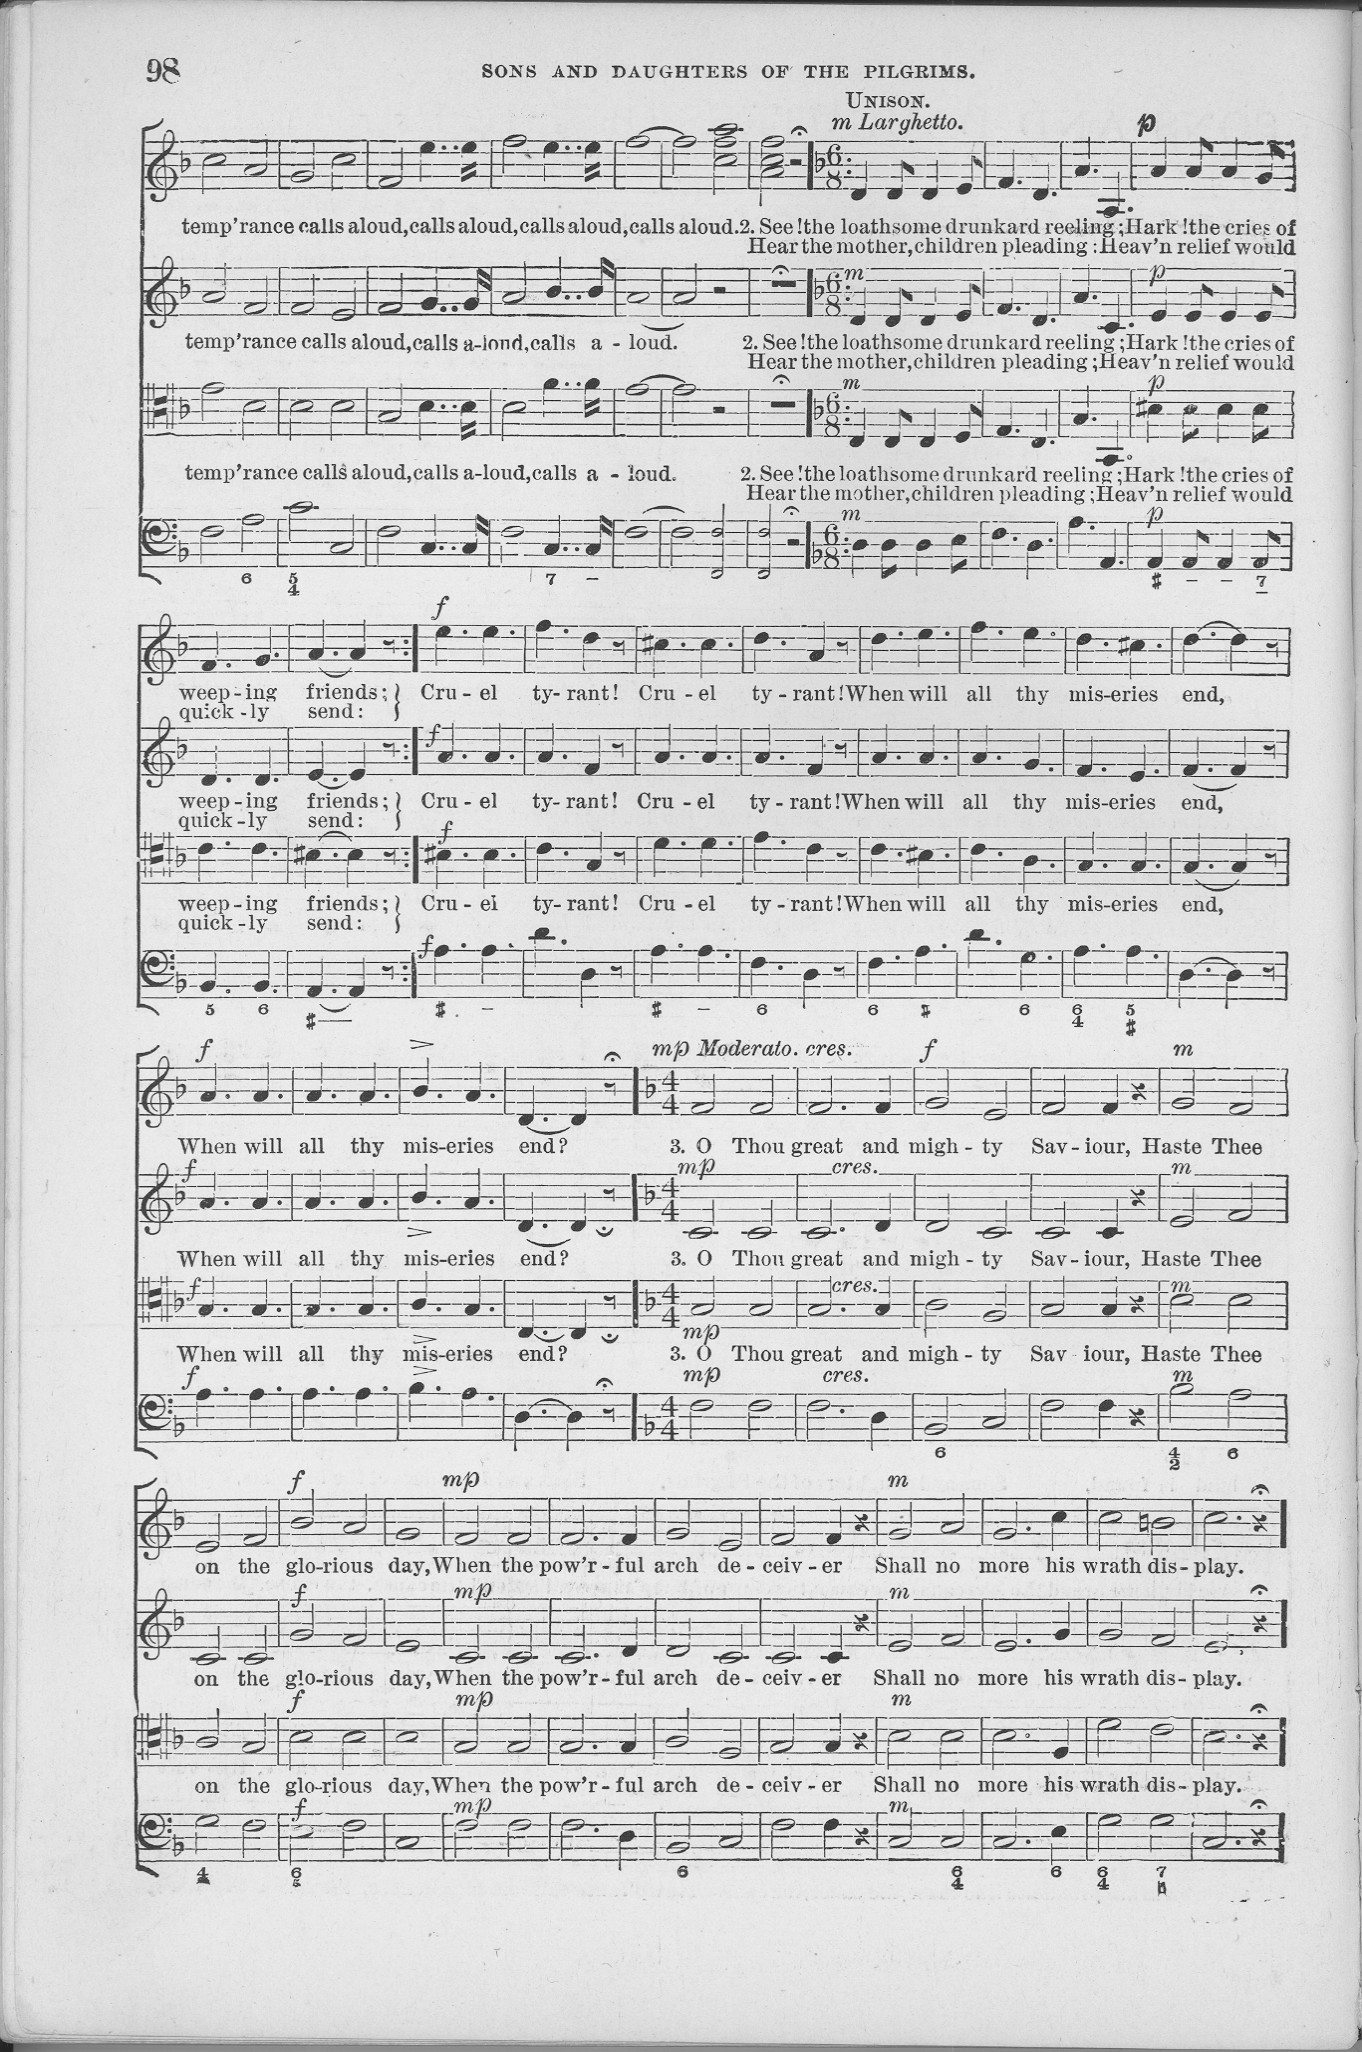 98
SONS AND DAUGHTERS OF THE PILGRIMS.
UNISON.
m Larghetto.
p
temp'rance calls aloud, calls aloud, calls aloud, calls aloud. 2. See! the loathsome drunkard reeling; Hark! the cries of
Hear the mother, children pleading: Heav'n relief would
m
p
temp'rance calls aloud, calls a-loud, calls a - loud. 2. See! the loathsome drunkard reeling; Hark! the cries of
Hear the mother, children pleading; Heav'n relief would
m
p
temp'rance calls aloud, calls a-loud, calls a - loud. 2. See! the loathsome drunkard reeling; Hark! the cries of
Hear the mother, children pleading; Heav'n relief would
m
p
6 5 7 – ♯ – – 7
4
f
weep-ing friends; } Cru-el ty-rant! Cru-el ty-rant! When will all thy mis-eries end,
quick-ly send: }
f
weep-ing friends; } Cru-el ty-rant! Cru-el ty-rant! When will all thy mis-eries end,
quick-ly send: }
f
weep-ing friends; } Cru-el ty-rant! Cru-el ty-rant! When will all thy mis-eries end,
quick-ly send: }
f
5 6 ♯ — ♯ – ♯ – 6 6 ♯ 6 6 5
4 ♯
f > mp Moderato. cres. f m
When will all thy mis-eries end? 3. O Thou great and migh-ty Sav-iour, Haste Thee
f mp cres. m
>
When will all thy mis-eries end? 3. O Thou great and migh-ty Sav-iour, Haste Thee
f cres. m
> mp
When will all thy mis-eries end? 3. O Thou great and migh-ty Sav-iour, Haste Thee
f > mp cres. m
6 4 6
2
f mp m
on the glo-rious day, When the pow'r-ful arch de-ceiv-er Shall no more his wrath dis-play.
f mp m
on the glo-rious day, When the pow'r-ful arch de-ceiv-er Shall no more his wrath dis-play.
f mp m
on the glo-rious day, When the pow'r-ful arch de-ceiv-er Shall no more his wrath dis-play.
f mp m
4 6 6 6 6 6 7
5 4 4 ♮